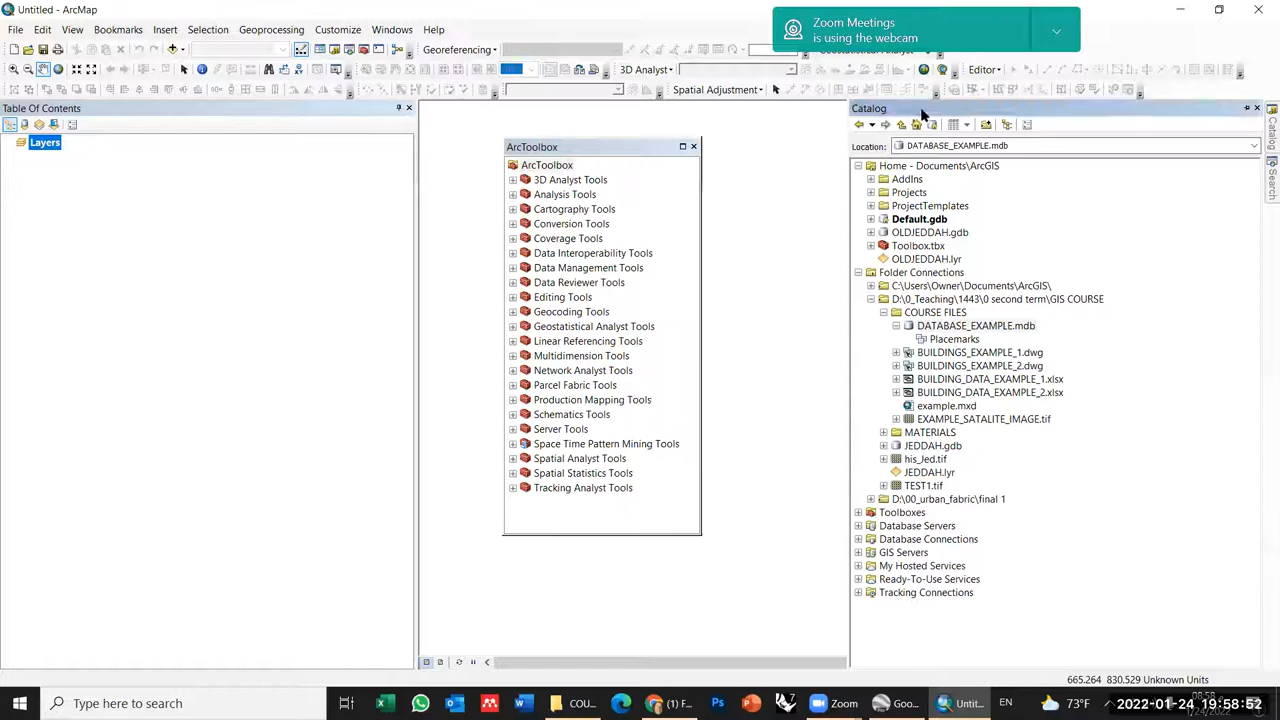 Untitled - ArcMap
Zoom Meetings
is using the webcam
File Edit View Bookmarks Insert Selection Geoprocessing Customize Windows
Georeferencing
3D Analyst
Editor
Spatial Adjustment
Table Of Contents
Layers
ArcToolbox
ArcToolbox
3D Analyst Tools
Analysis Tools
Cartography Tools
Conversion Tools
Coverage Tools
Data Interoperability Tools
Data Management Tools
Data Reviewer Tools
Editing Tools
Geocoding Tools
Geostatistical Analyst Tools
Linear Referencing Tools
Multidimension Tools
Network Analyst Tools
Parcel Fabric Tools
Production Mapping Tools
Schematics Tools
Server Tools
Space Time Pattern Mining Tools
Spatial Analyst Tools
Spatial Statistics Tools
Tracking Analyst Tools
Catalog
Location: DATABASE_EXAMPLE.mdb
Home - Documents\ArcGIS
AddIns
Projects
ProjectTemplates
Default.gdb
OLDJEDDAH.gdb
Toolbox.tbx
OLDJEDDAH.lyr
Folder Connections
C:\Users\Owner\Documents\ArcGIS\
D:\0_Teaching\1443\0 second term\GIS COURSE
COURSE FILES
DATABASE_EXAMPLE.mdb
Placemarks
BUILDINGS_EXAMPLE_1.dwg
BUILDINGS_EXAMPLE_2.dwg
BUILDING_DATA_EXAMPLE_1.xlsx
BUILDING_DATA_EXAMPLE_2.xlsx
example.mxd
EXAMPLE_SATALITE_IMAGE.tif
MATERIALS
JEDDAH.gdb
his_Jed.tif
JEDDAH.lyr
TEST1.tif
D:\00_urban_fabric\final 1
Toolboxes
Database Servers
Database Connections
GIS Servers
My Hosted Services
Ready-To-Use Services
Tracking Connections
Catalog
Search
665.264 830.529 Unknown Units
Type here to search
COU...
(1) F...
Zoom
Goo...
Untit...
EN
73°F
2022-01-24 19:58:52